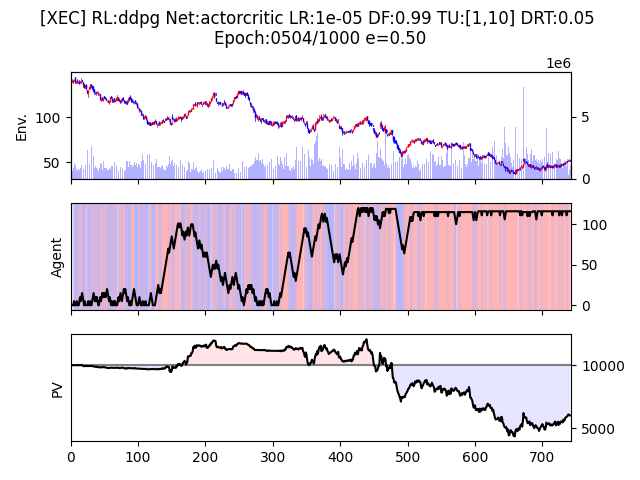 [XEC] RL:ddpg Net:actorcritic LR:1e-05 DF:0.99 TU:[1,10] DRT:0.05
Epoch:0504/1000 e=0.50
1e6
Env.
100
50
5
0
Agent
100
50
0
PV
10000
5000
0 100 200 300 400 500 600 700